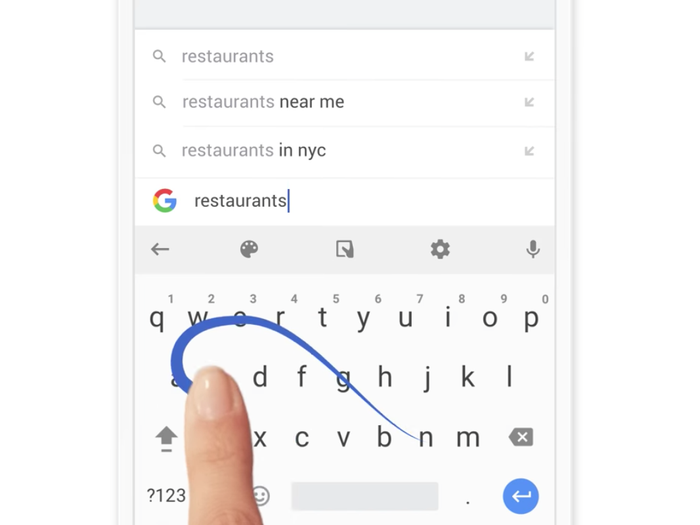 restaurants
restaurants near me
restaurants in nyc
G restaurants
1 2 3 4 5 6 7 8 9 0
q w e r t y u i o p
a d f g h j k l
x c v b n m
?123 .